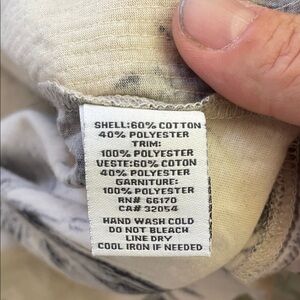 SHELL:60% COTTON
40% POLYESTER
TRIM:
100% POLYESTER
VESTE:60% COTON
40% POLYESTER
GARNITURE:
100% POLYESTER
RN# 66170
CA# 32054
HAND WASH COLD
DO NOT BLEACH
LINE DRY
COOL IRON IF NEEDED